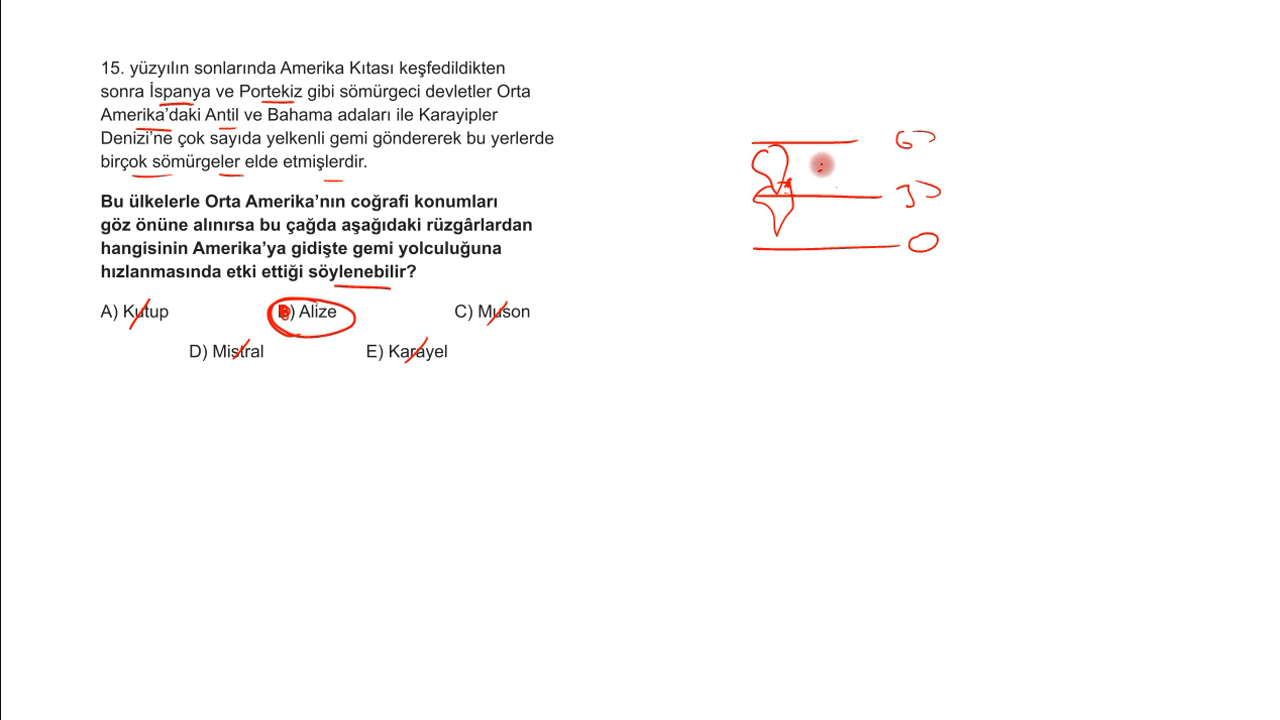 15. yüzyılın sonlarında Amerika Kıtası keşfedildikten
sonra İspanya ve Portekiz gibi sömürgeci devletler Orta
Amerika'daki Antil ve Bahama adaları ile Karayipler
Denizi'ne çok sayıda yelkenli gemi göndererek bu yerlerde
birçok sömürgeler elde etmişlerdir.
Bu ülkelerle Orta Amerika'nın coğrafi konumları
göz önüne alınırsa bu çağda aşağıdaki rüzgârlardan
hangisinin Amerika'ya gidişte gemi yolculuğuna
hızlanmasında etki ettiği söylenebilir?
A) Kutup B) Alize C) Muson
D) Mistral E) Karayel
60
30
0